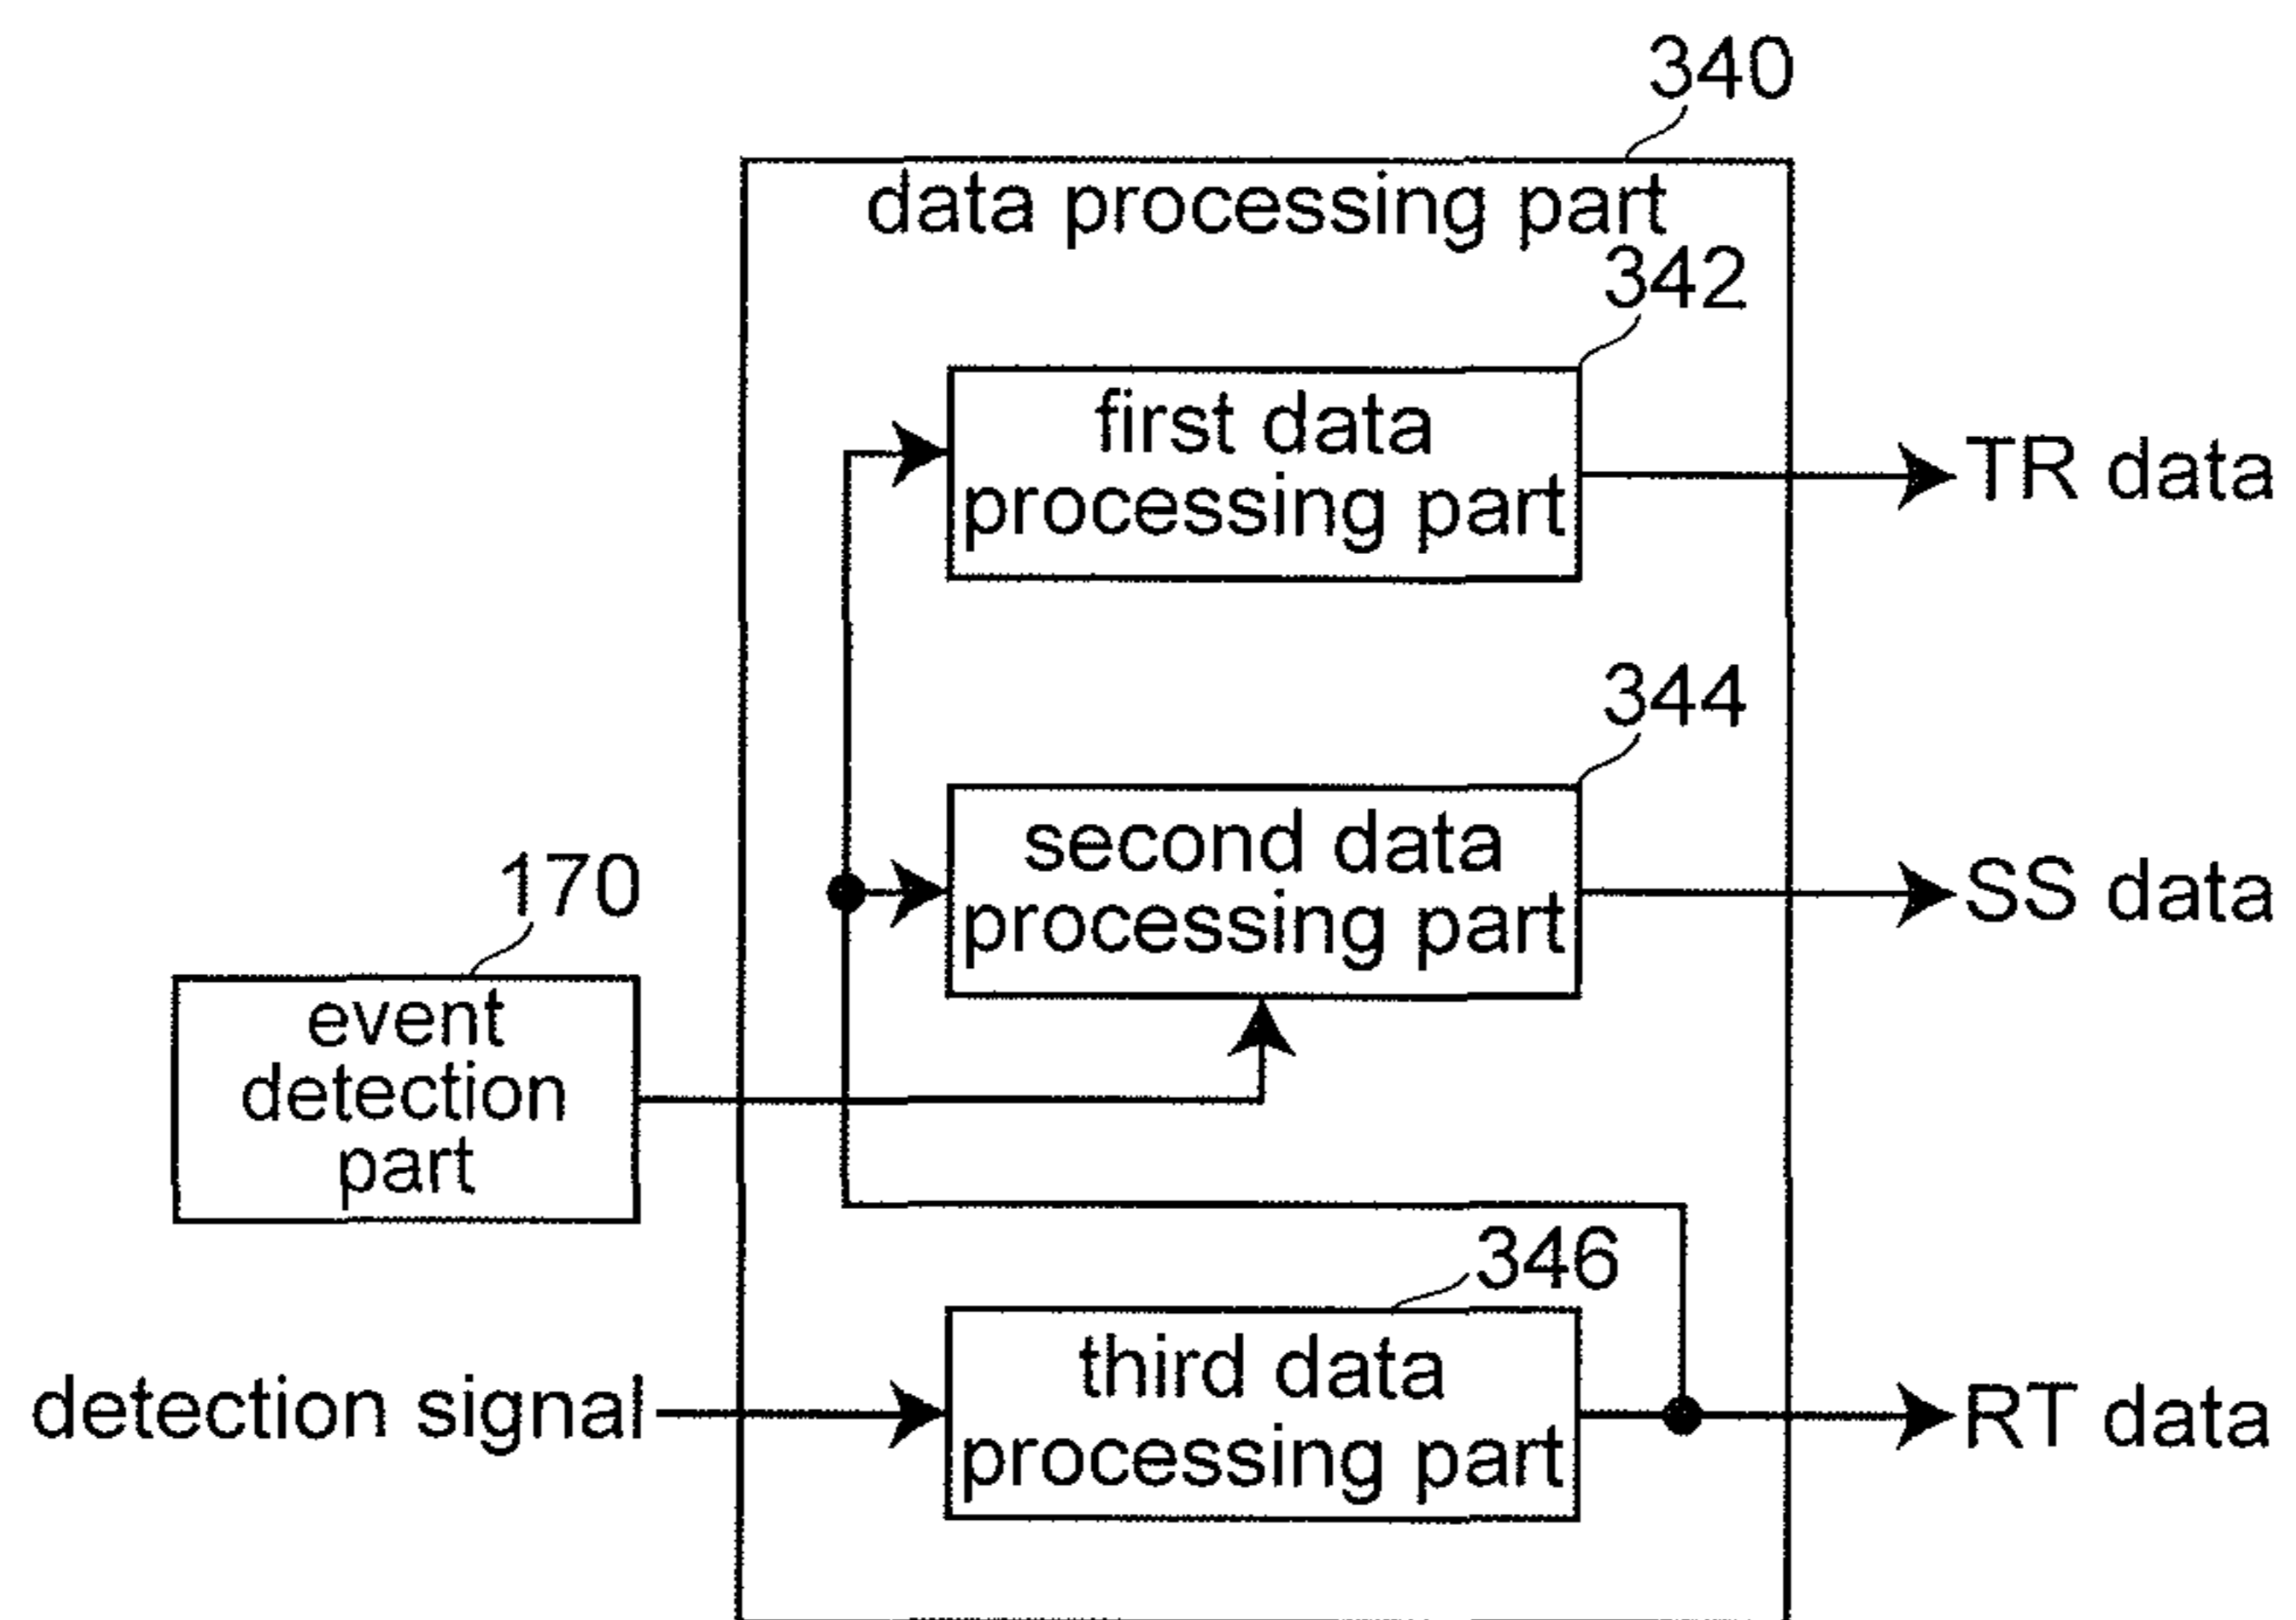 340
data processing part
342
first data
processing part
TR data
344
second data
processing part
SS data
170
event
detection
part
346
detection signal
third data
processing part
RT data